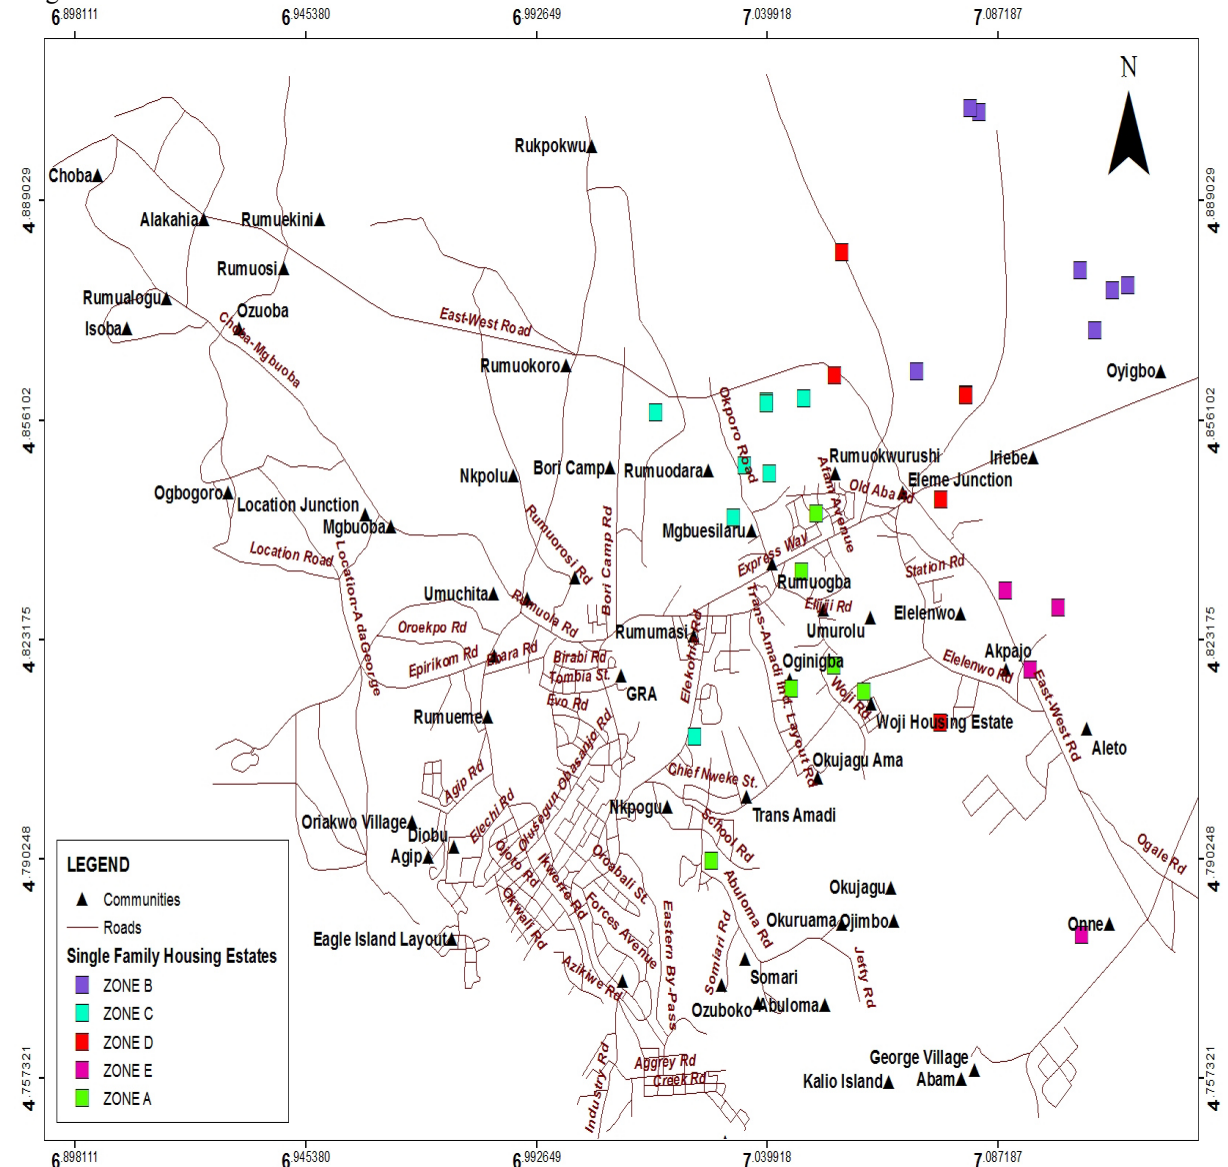 6.898111 6.945380 6.992649 7.039918 7.087187
N
Rukpokwu
Choba
4.889029 4.889029
Alakahia Rumuekini
Rumuosi
Rumualogu
Ozuoba
Isoba
Choba-Mgbuoba
East-West Road
Rumuokoro
Oyigbo
4.856102 4.856102
Okporo Road
Rumuokwurushi
Iriebe
Nkpolu Bori Camp Rumuodara
Afam Avenue
Old Aba Rd
Eleme Junction
Ogbogoro
Location Junction
Mgbuoba
Rumuorosi Rd
Bori Camp Rd
Mgbuesilaru
Express Way
Location Road
Location-AdaGeorge
Station Rd
Rumuogba
Umuchita
Rumuola Rd
Trans-Amadi Ind. Layout Rd
Elijiji Rd
Elelenwo
Oroekpo Rd
Rumumasi
Umurolu
4.823175 4.823175
Epirikom Rd
Birabi Rd
Elekohia Rd
Oginigba
Elelenwo Rd
Akpajo
Tombia St.
GRA
Evo Rd
Woji Rd
East-West Rd
Rumueme
Woji Housing Estate
Aleto
Olusegun Obasanjo Rd
Okujagu Ama
Agip Rd
Chief Nweke St.
Elechi Rd
Nkpogu
Trans Amadi
Oriakwo Village
Diobu
School Rd
Agip
Ojoto Rd
Ikwerre Rd
Oroabali St.
4.790248 4.790248
Ogale Rd
Abuloma Rd
Okujagu
Okwali Rd
Forces Avenue
Eastern By-Pass
Okuruama Ojimbo
Onne
Eagle Island Layout
Somiari Rd
Azikiwe Rd
Somari
Jetty Rd
Ozuboko Abuloma
George Village
Aggrey Rd
Creek Rd
Kalio Island Abam
4.757321 4.757321
Industry Rd
LEGEND
Communities
Roads
Single Family Housing Estates
ZONE B
ZONE C
ZONE D
ZONE E
ZONE A
6.898111 6.945380 6.992649 7.039918 7.087187